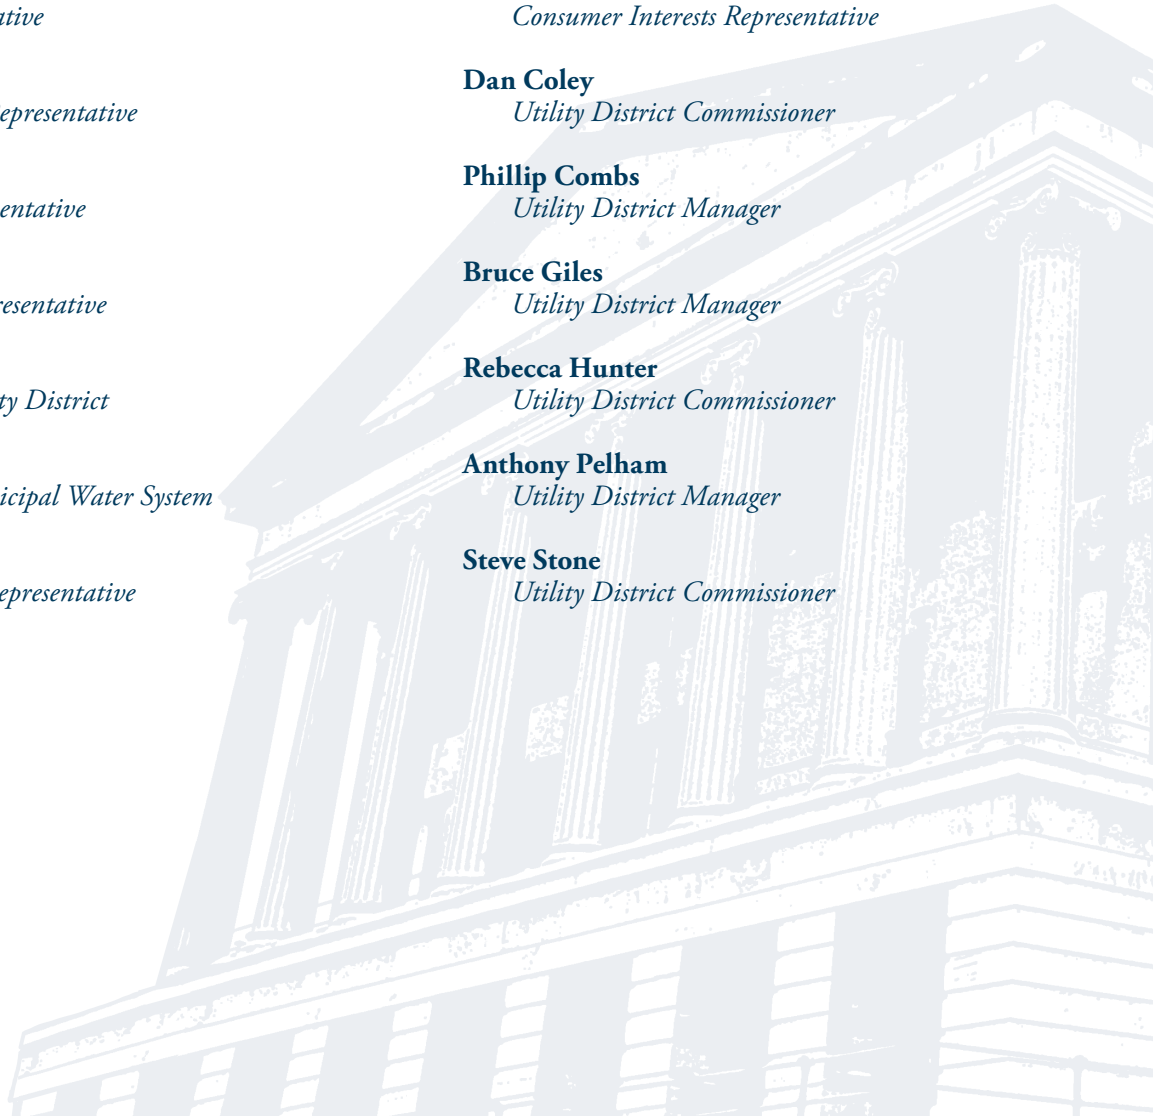 ative
epresentative
entative
resentative
ty District
icipal Water System
epresentative
Consumer Interests Representative
Dan Coley
Utility District Commissioner
Phillip Combs
Utility District Manager
Bruce Giles
Utility District Manager
Rebecca Hunter
Utility District Commissioner
Anthony Pelham
Utility District Manager
Steve Stone
Utility District Commissioner